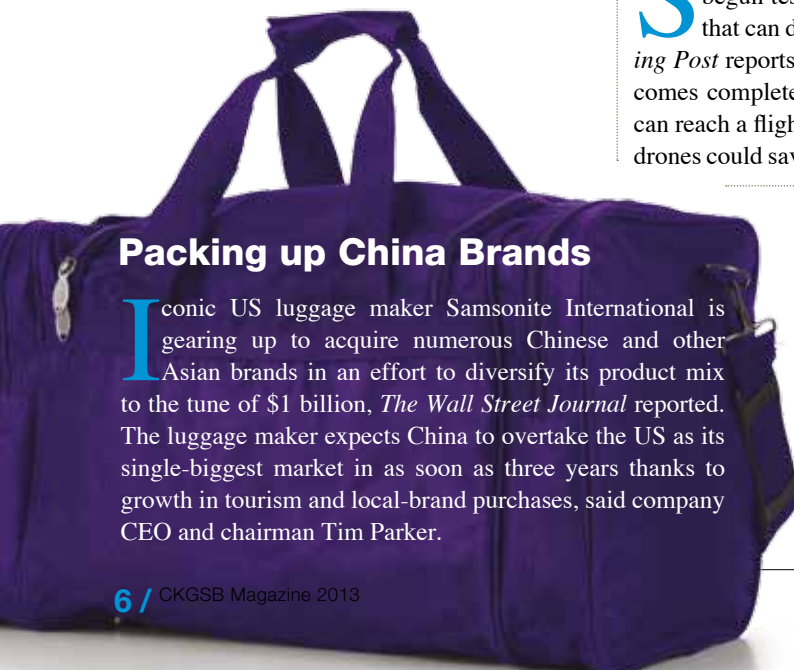 that can d
ing Post reports
comes complete
can reach a fligh
drones could sav
Packing up China Brands
Iconic US luggage maker Samsonite International is
gearing up to acquire numerous Chinese and other
Asian brands in an effort to diversify its product mix
to the tune of $1 billion, The Wall Street Journal reported.
The luggage maker expects China to overtake the US as its
single-biggest market in as soon as three years thanks to
growth in tourism and local-brand purchases, said company
CEO and chairman Tim Parker.
6 / CKGSB Magazine 2013